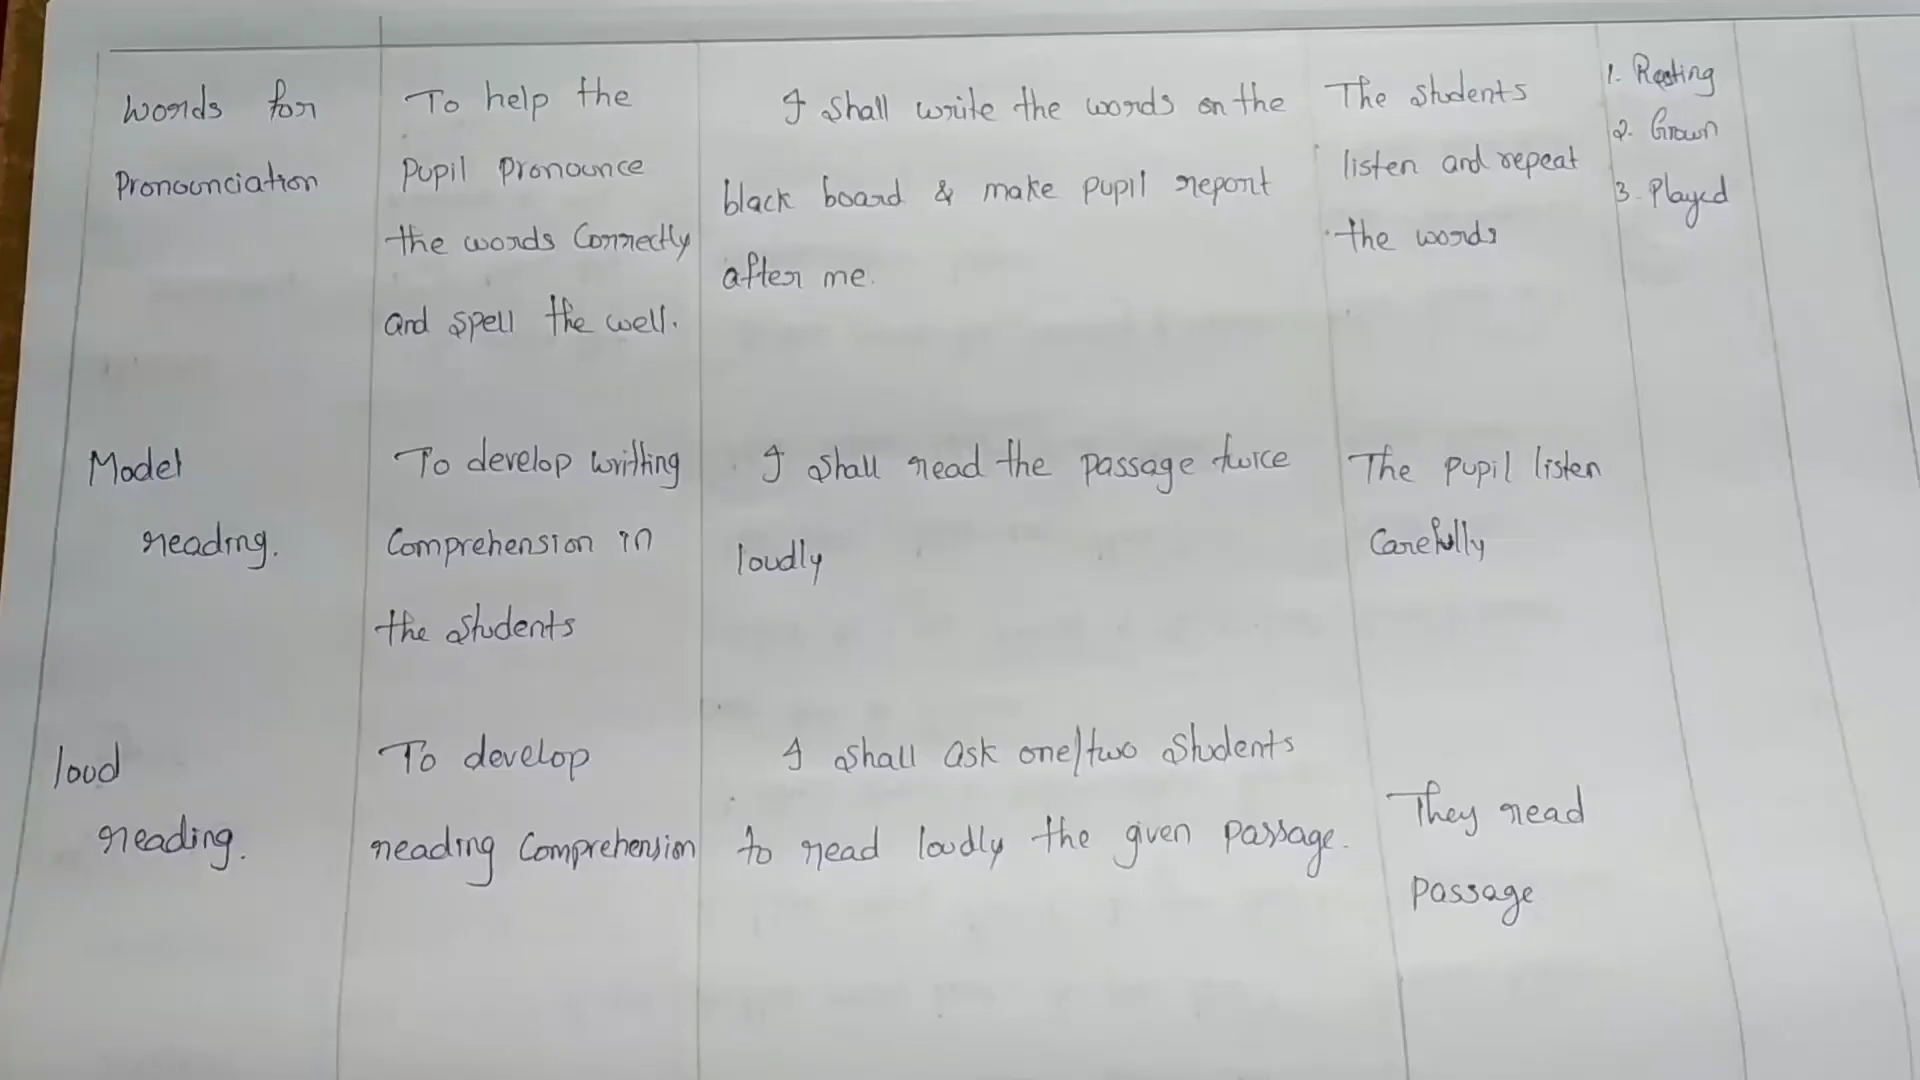 words for
Pronounciation
To help the
Pupil pronounce
the words Correctly
and spell the well.
I shall write the words on the
black board & make pupil report
after me.
The students
listen and repeat
the words
1. Resting
2. Grown
3. Played
Model
reading.
To develop writting
Comprehension in
the students
I shall read the passage twice
loudly
The pupil listen
Carefully
loud
reading.
To develop
reading Comprehension
I shall ask one/two students
to read loudly the given passage.
They read
passage